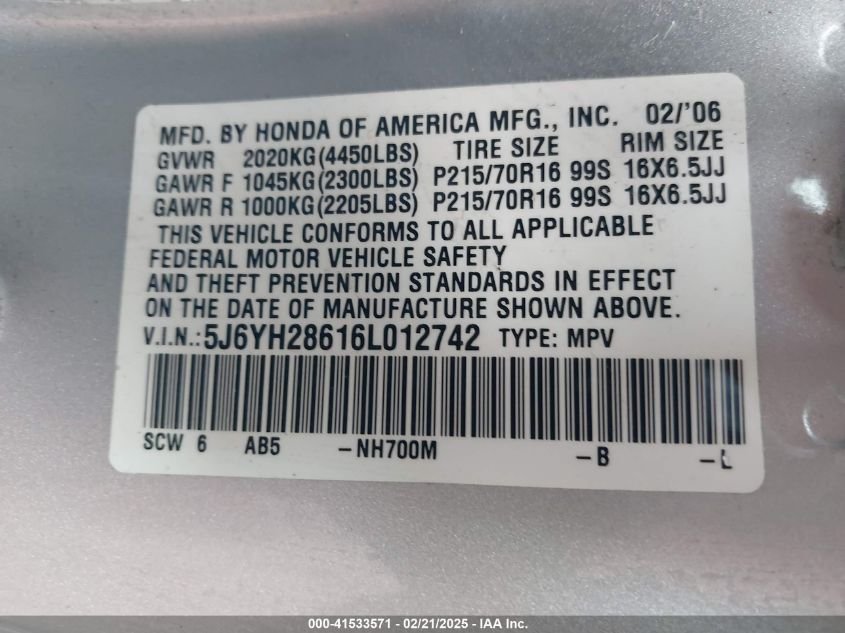 MFD. BY HONDA OF AMERICA MFG., INC. 02/'06
GVWR 2020KG(4450LBS) TIRE SIZE RIM SIZE
GAWR F 1045KG(2300LBS) P215/70R16 99S 16X6.5JJ
GAWR R 1000KG(2205LBS) P215/70R16 99S 16X6.5JJ
THIS VEHICLE CONFORMS TO ALL APPLICABLE
FEDERAL MOTOR VEHICLE SAFETY
AND THEFT PREVENTION STANDARDS IN EFFECT
ON THE DATE OF MANUFACTURE SHOWN ABOVE.
V.I.N.:5J6YH28616L012742 TYPE: MPV
SCW 6 AB5 -NH700M -B -L
000-41533571 - 02/21/2025 - IAA Inc.